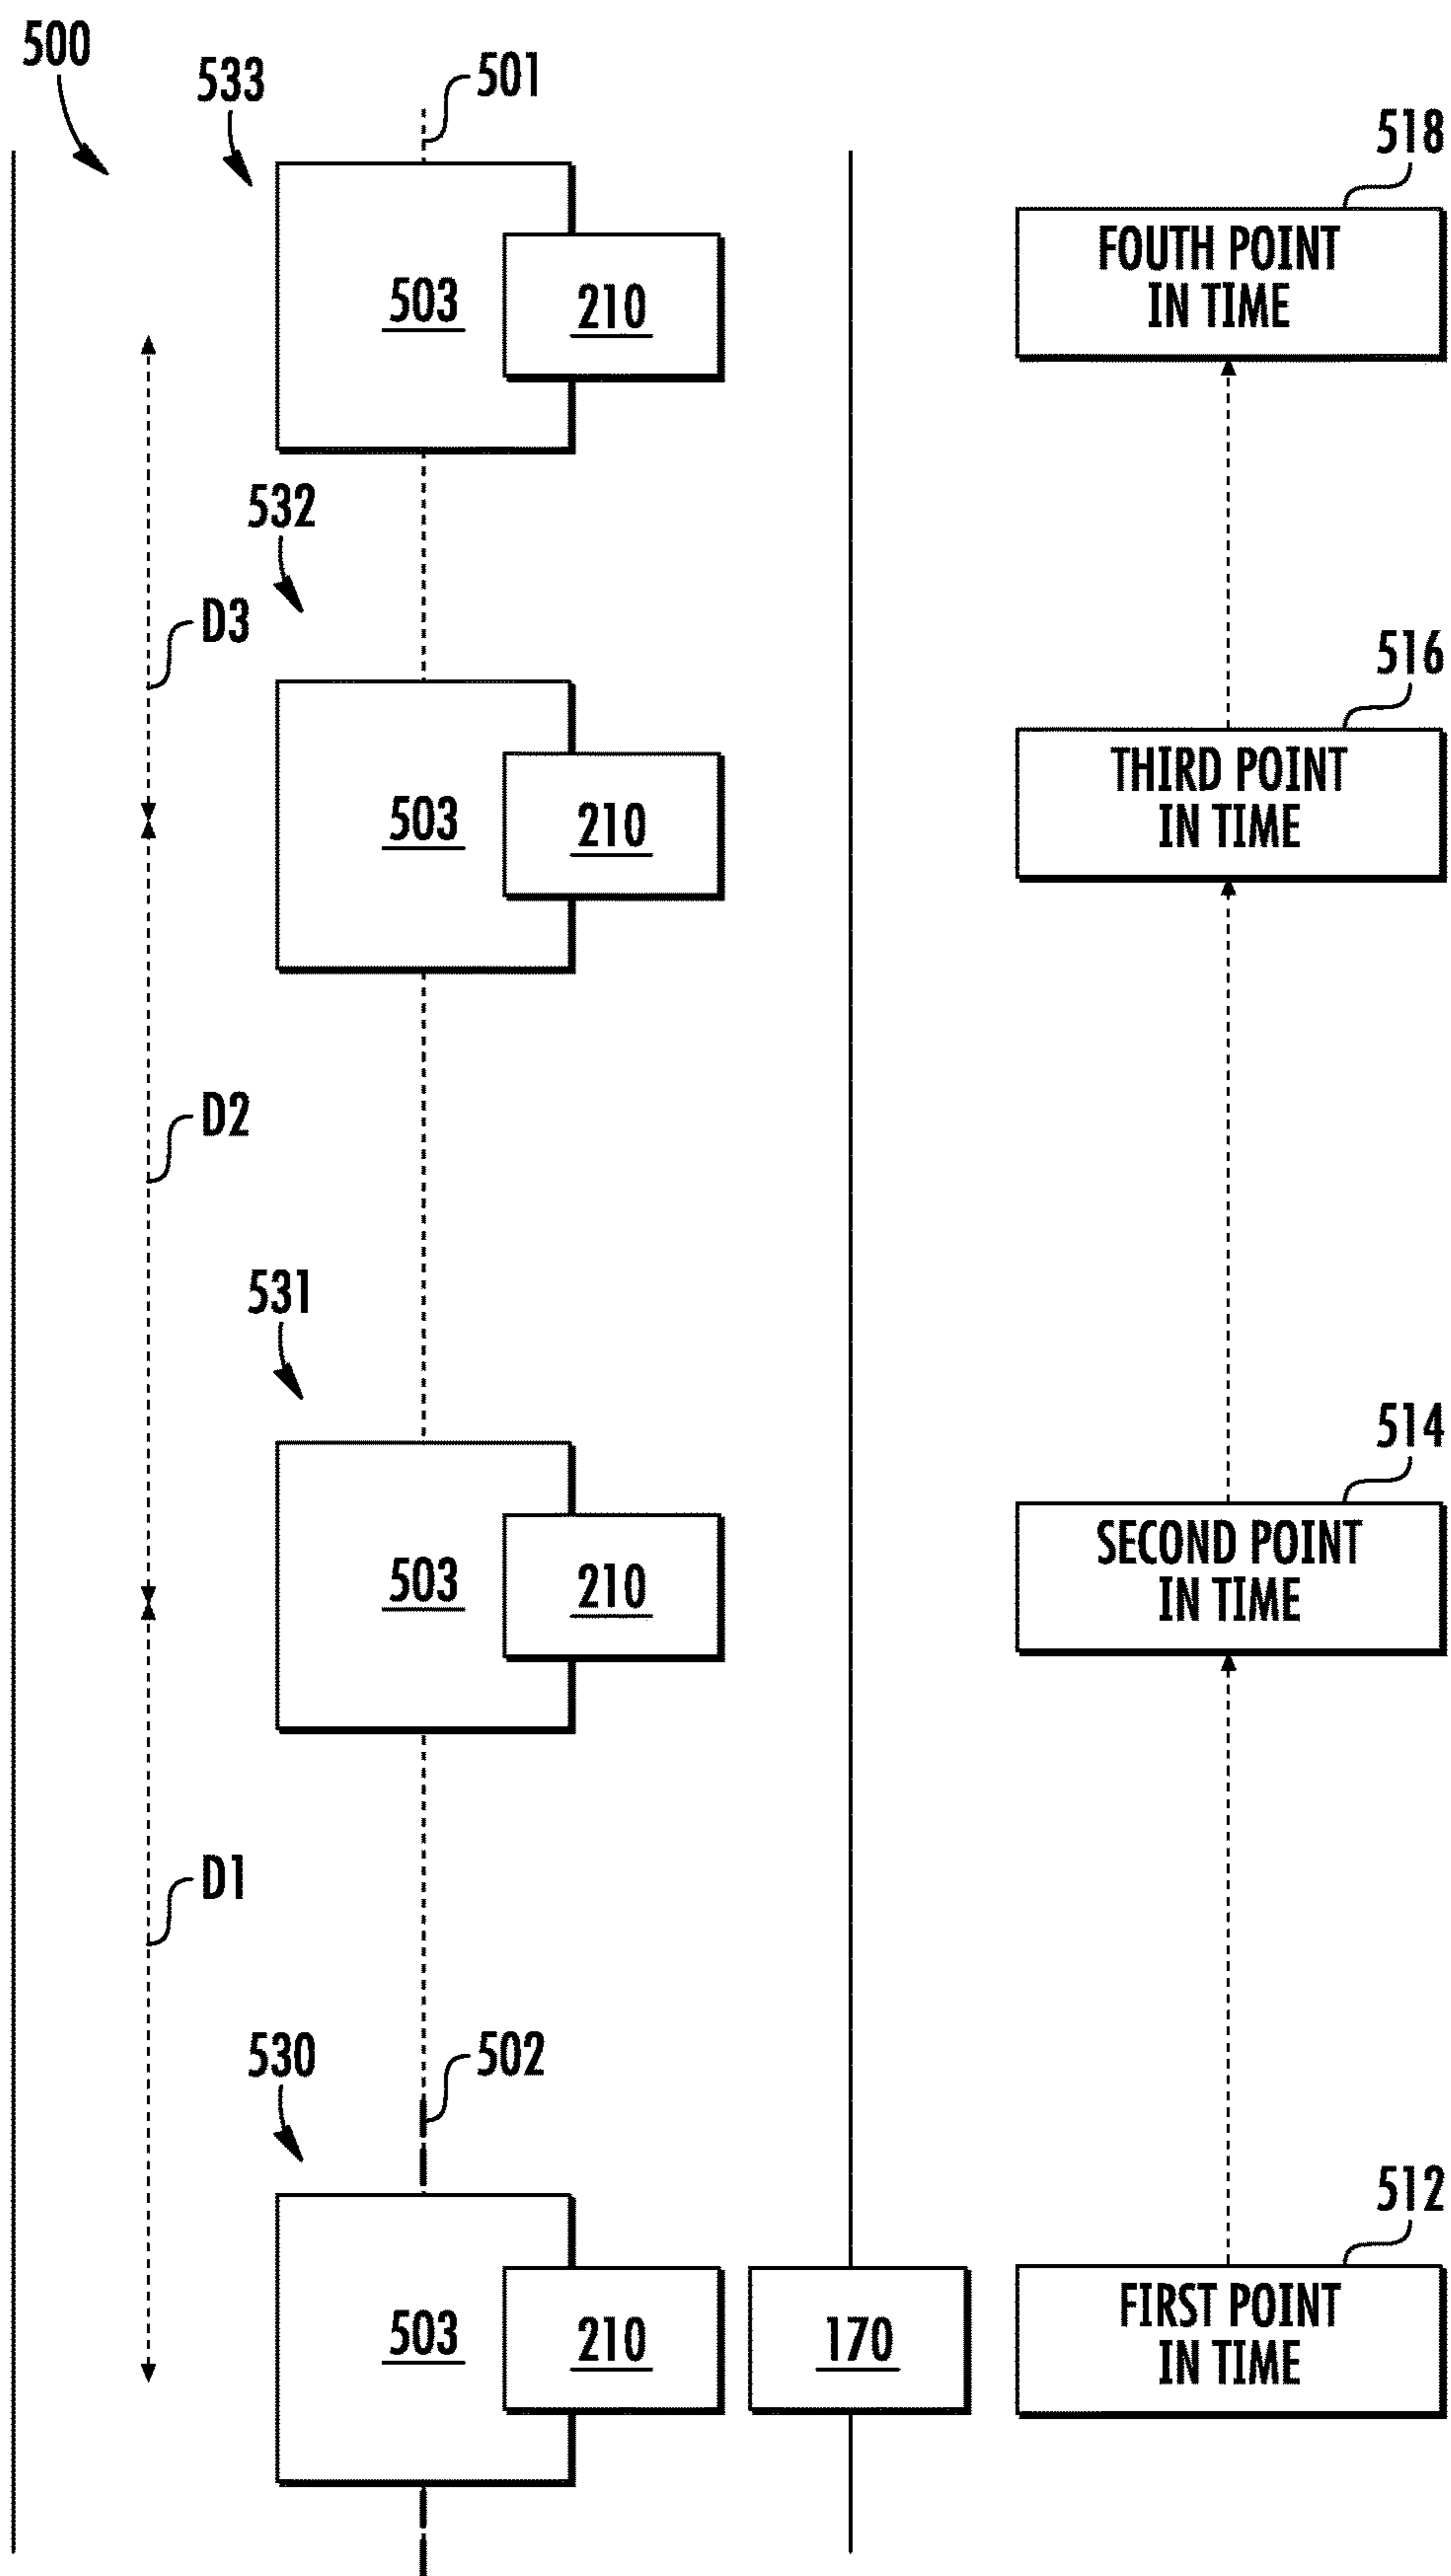 500
533
501
518
503
210
FOUTH POINT
IN TIME
532
D3
516
503
210
THIRD POINT
IN TIME
D2
531
514
503
210
SECOND POINT
IN TIME
D1
530
502
512
503
210
170
FIRST POINT
IN TIME